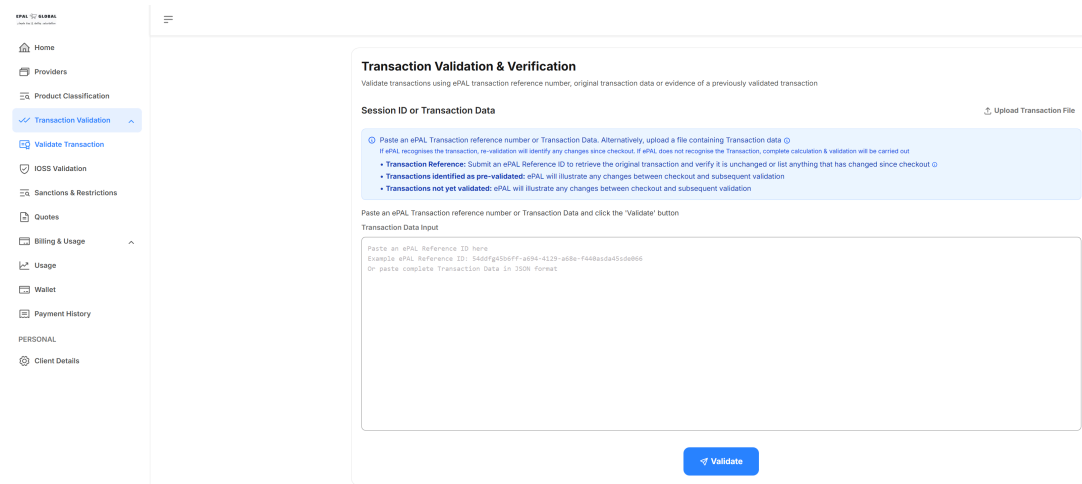 EPAL GLOBAL
Home
Providers
Product Classification
Transaction Validation
Validate Transaction
IOSS Validation
Sanctions & Restrictions
Quotes
Billing & Usage
Usage
Wallet
Payment History
PERSONAL
Client Details
Transaction Validation & Verification
Validate transactions using ePAL transaction reference number, original transaction data or evidence of a previously validated transaction
Session ID or Transaction Data
Upload Transaction File
Paste an ePAL Transaction reference number or Transaction Data. Alternatively, upload a file containing Transaction data
If ePAL recognises the transaction, re-validation will identify any changes since checkout. If ePAL does not recognise the Transaction, complete calculation & validation will be carried out
• Transaction Reference: Submit an ePAL Reference ID to retrieve the original transaction and verify it is unchanged or list anything that has changed since checkout
• Transactions identified as pre-validated: ePAL will illustrate any changes between checkout and subsequent validation
• Transactions not yet validated: ePAL will illustrate any changes between checkout and subsequent validation
Paste an ePAL Transaction reference number or Transaction Data and click the 'Validate' button
Transaction Data Input
Paste an ePAL Reference ID here
Example ePAL Reference ID: 54ddfg45b6ff-a694-4129-a68e-f440esda45sde066
Or paste complete Transaction Data in JSON format
Validate